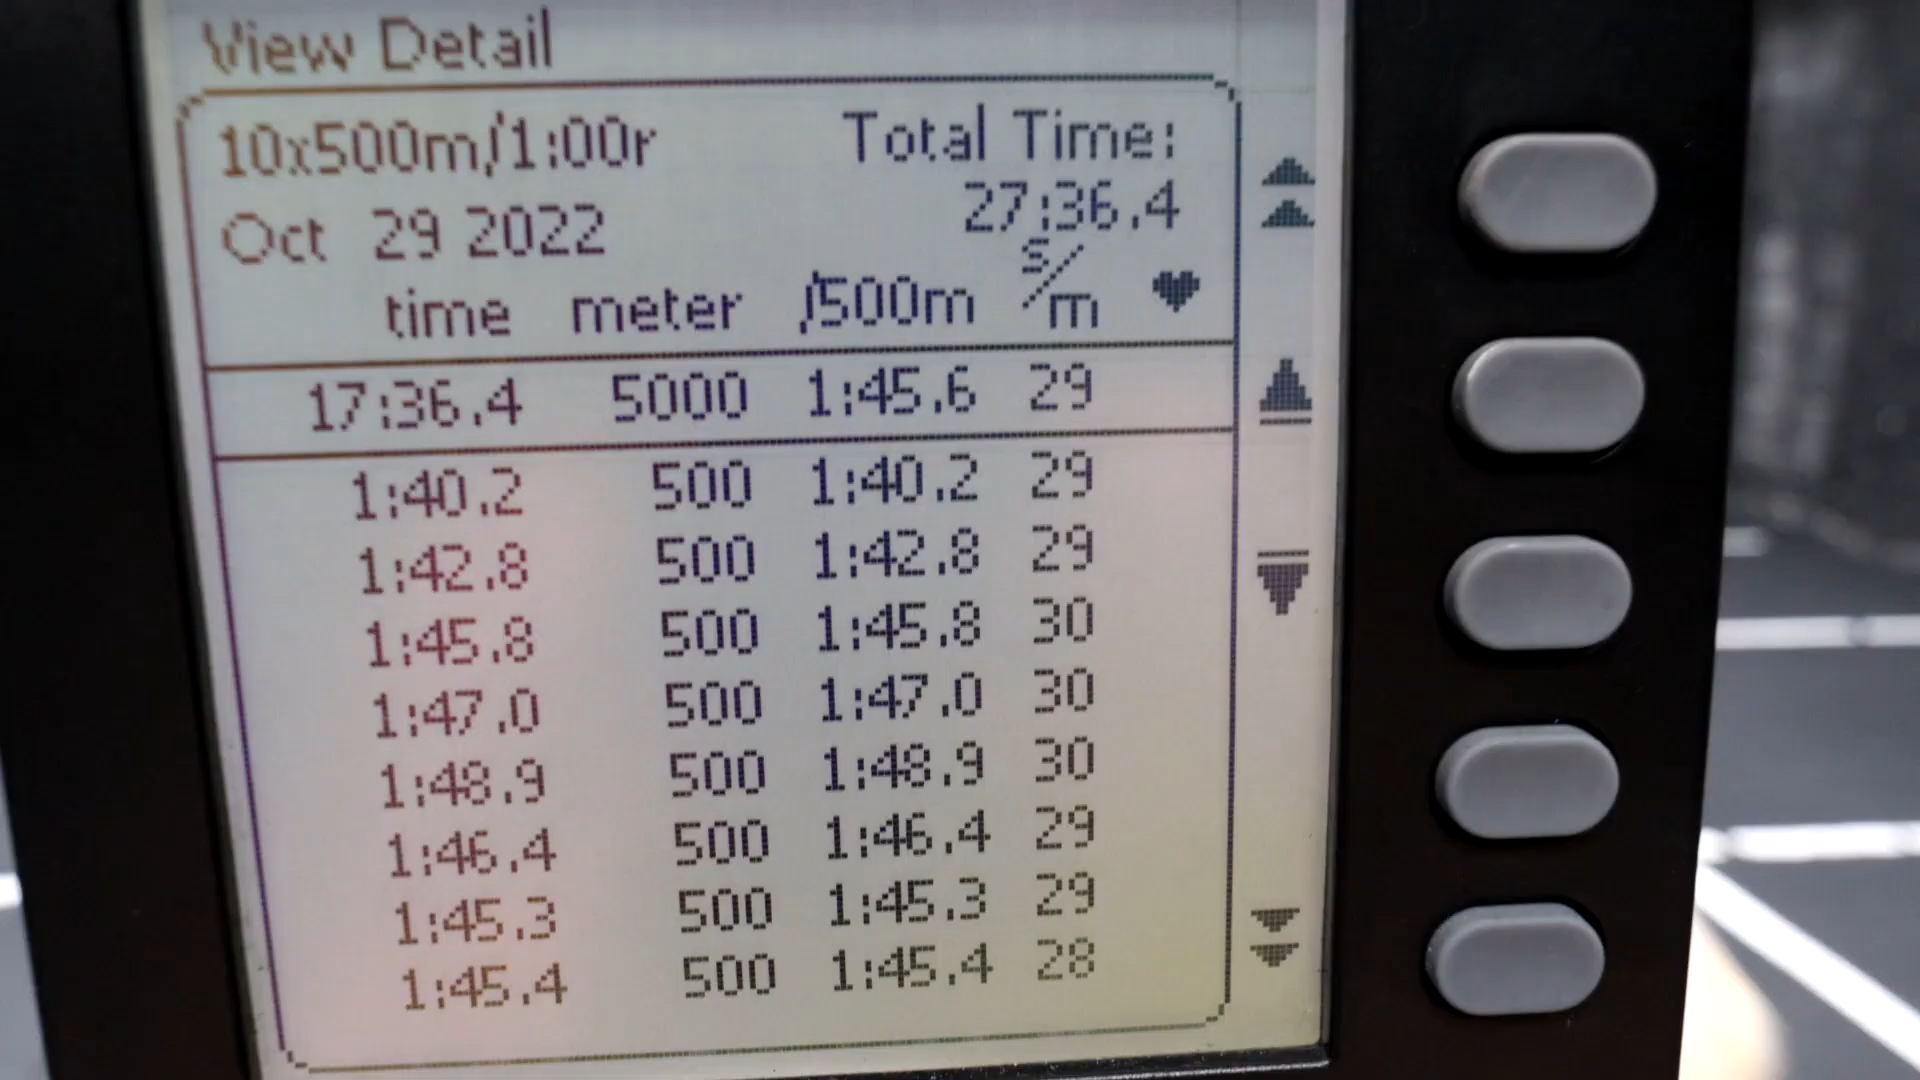 View Detail
10x500m/1:00r Total Time:
Oct 29 2022 27:36.4
time meter /500m s/m ♥
17:36.4 5000 1:45.6 29
1:40.2 500 1:40.2 29
1:42.8 500 1:42.8 29
1:45.8 500 1:45.8 30
1:47.0 500 1:47.0 30
1:48.9 500 1:48.9 30
1:46.4 500 1:46.4 29
1:45.3 500 1:45.3 29
1:45.4 500 1:45.4 28